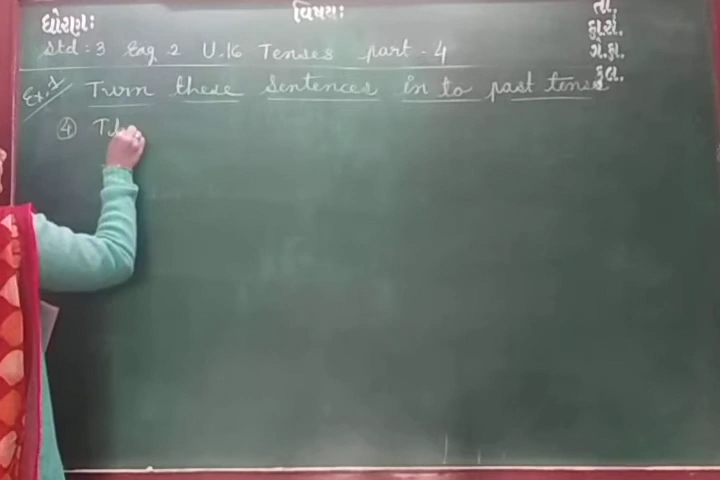 ધોરણ: વિષય: તા.
Std : 3 Eng 2 U.16 Tenses part - 4
કા.સં.
ગે.કા.
કુલ.
Ex.1 Turn these Sentences in to past tense
④